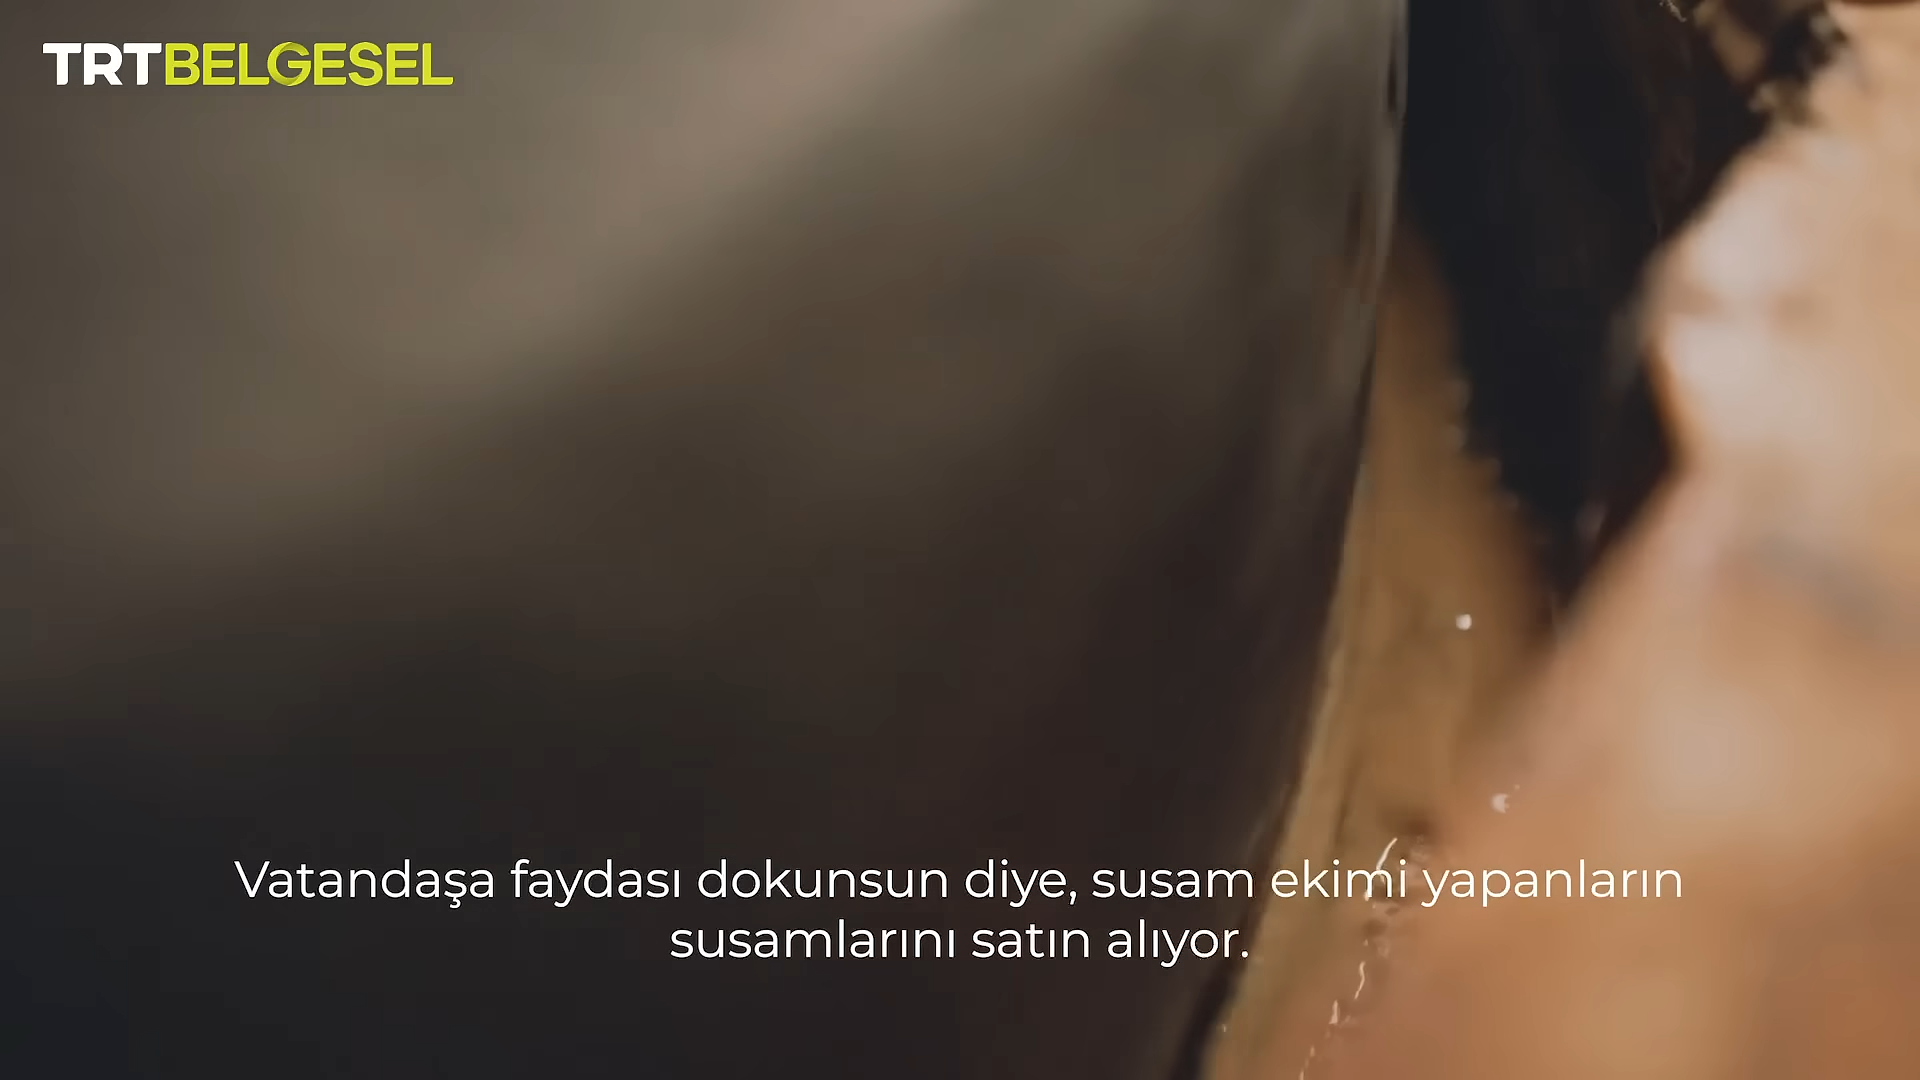 TRTBELGESEL
Vatandaşa faydası dokunsun diye, susam ekimi yapanların
susamlarını satın alıyor.